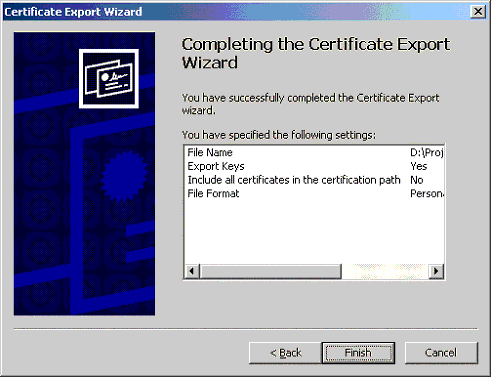 Certificate Export Wizard
Completing the Certificate Export
Wizard
You have successfully completed the Certificate Export
wizard.
You have specified the following settings:
File Name D:\Proj
Export Keys Yes
Include all certificates in the certification path No
File Format Persona
< Back Finish Cancel